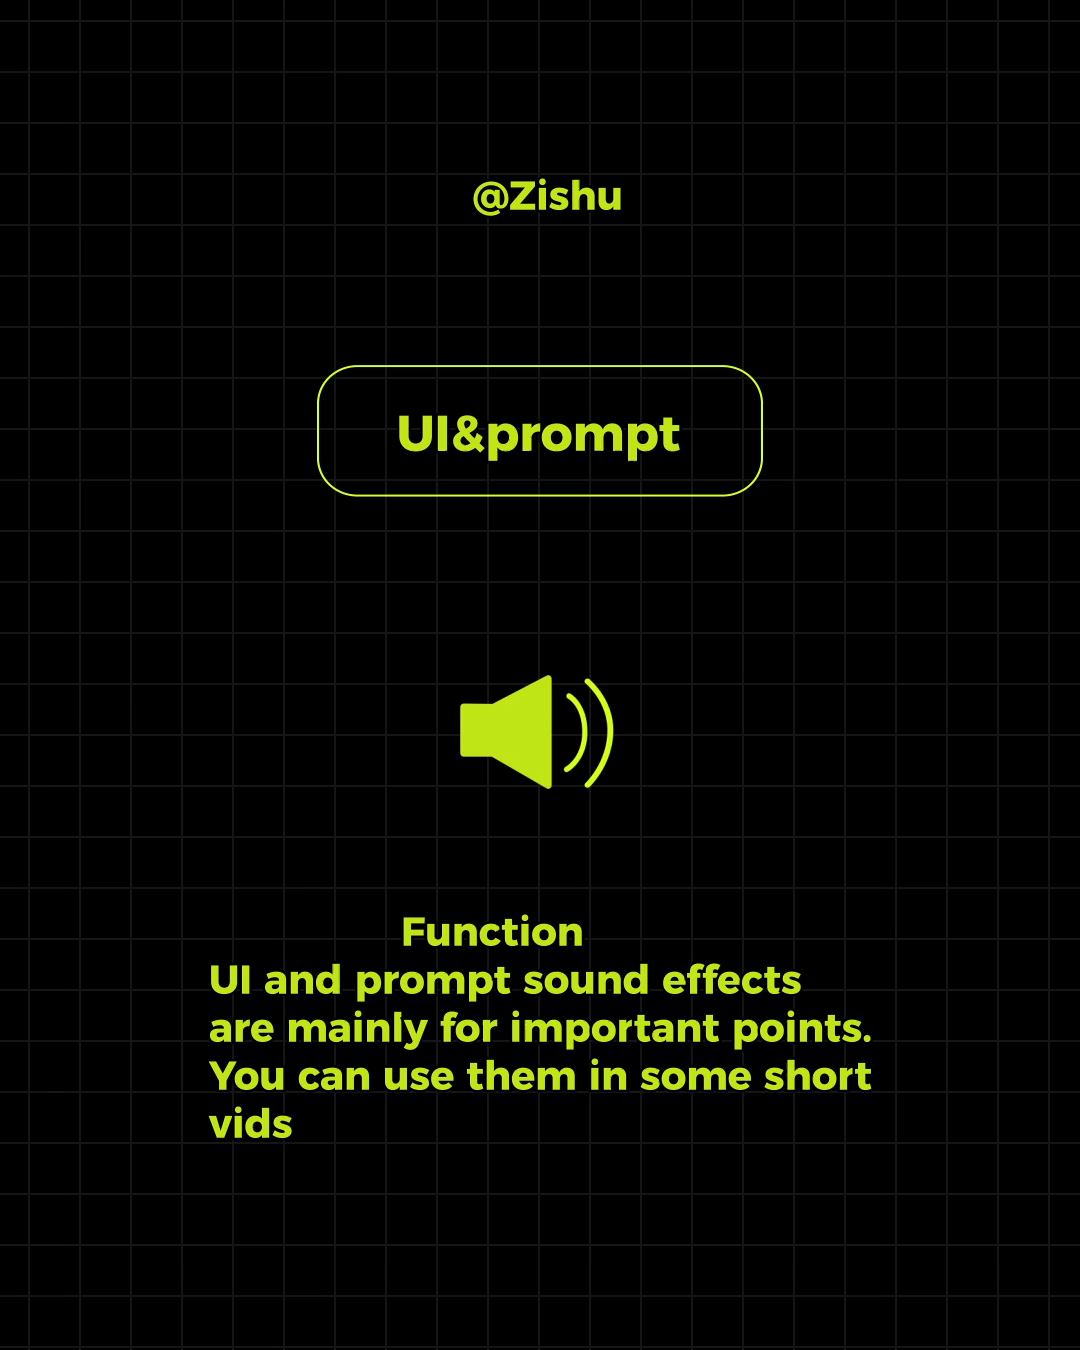 @Zishu
UI&prompt
Function
UI and prompt sound effects
are mainly for important points.
You can use them in some short
vids